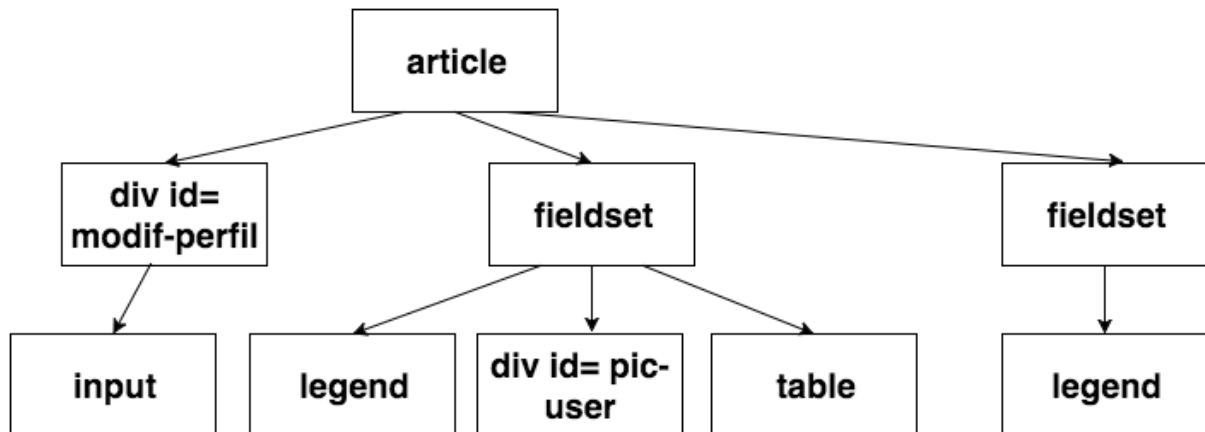 article
div id=
modif-perfil
fieldset
fieldset
input
legend
div id= pic-
user
table
legend